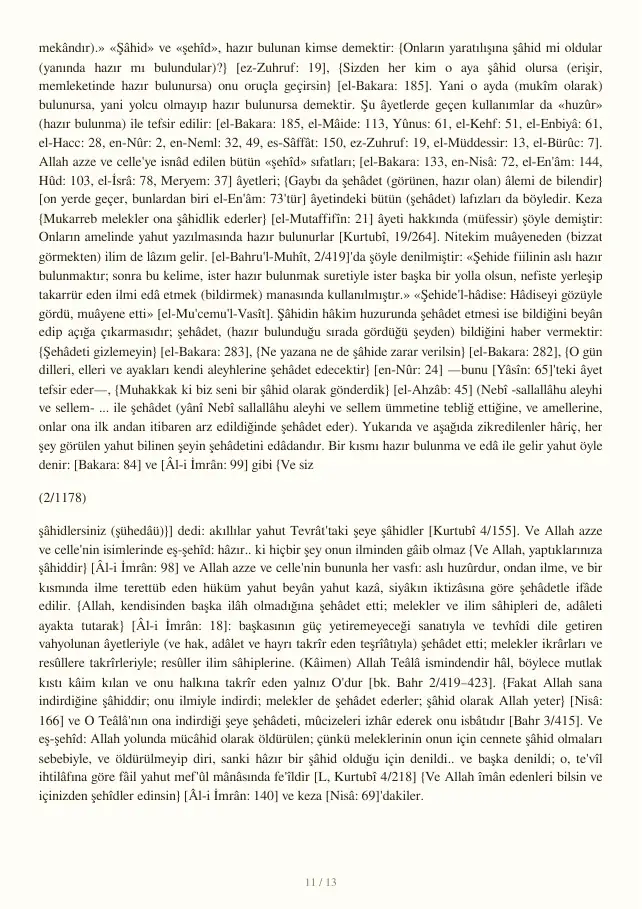 mekândır).» «Şâhid» ve «şehîd», hazır bulunan kimse demektir: {Onların yaratılışına şâhid mi oldular
(yanında hazır mı bulundular)?} [ez-Zuhruf: 19], {Sizden her kim o aya şâhid olursa (erişir,
memleketinde hazır bulunursa) onu oruçla geçirsin} [el-Bakara: 185]. Yani o ayda (mukîm olarak)
bulunursa, yani yolcu olmayıp hazır bulunursa demektir. Şu âyetlerde geçen kullanımlar da «huzûr»
(hazır bulunma) ile tefsir edilir: [el-Bakara: 185, el-Mâide: 113, Yûnus: 61, el-Kehf: 51, el-Enbiyâ: 61,
el-Hacc: 28, en-Nûr: 2, en-Neml: 32, 49, es-Sâffât: 150, ez-Zuhruf: 19, el-Müddessir: 13, el-Bürûc: 7].
Allah azze ve celle'ye isnâd edilen bütün «şehîd» sıfatları; [el-Bakara: 133, en-Nisâ: 72, el-En'âm: 144,
Hûd: 103, el-İsrâ: 78, Meryem: 37] âyetleri; {Gaybı da şehâdet (görünen, hazır olan) âlemi de bilendir}
[on yerde geçer, bunlardan biri el-En'âm: 73'tür] âyetindeki bütün (şehâdet) lafızları da böyledir. Keza
{Mukarreb melekler ona şâhidlik ederler} [el-Mutaffifîn: 21] âyeti hakkında (müfessir) şöyle demiştir:
Onların amelinde yahut yazılmasında hazır bulunurlar [Kurtubî, 19/264]. Nitekim muâyeneden (bizzat
görmekten) ilim de lâzım gelir. [el-Bahru'l-Muhît, 2/419]'da şöyle denilmiştir: «Şehide fiilinin aslı hazır
bulunmaktır; sonra bu kelime, ister hazır bulunmak suretiyle ister başka bir yolla olsun, nefiste yerleşip
takarrür eden ilmi edâ etmek (bildirmek) manasında kullanılmıştır.» «Şehide'l-hâdise: Hâdiseyi gözüyle
gördü, muâyene etti» [el-Mu'cemu'l-Vasît]. Şâhidin hâkim huzurunda şehâdet etmesi ise bildiğini beyân
edip açığa çıkarmasıdır; şehâdet, (hazır bulunduğu sırada gördüğü şeyden) bildiğini haber vermektir:
{Şehâdeti gizlemeyin} [el-Bakara: 283], {Ne yazana ne de şâhide zarar verilsin} [el-Bakara: 282], {O gün
dilleri, elleri ve ayakları kendi aleyhlerine şehâdet edecektir} [en-Nûr: 24] —bunu [Yâsîn: 65]'teki âyet
tefsir eder—, {Muhakkak ki biz seni bir şâhid olarak gönderdik} [el-Ahzâb: 45] (Nebî -sallallâhu aleyhi
ve sellem- ... ile şehâdet (yânî Nebî sallallâhu aleyhi ve sellem ümmetine tebliğ ettiğine, ve amellerine,
onlar ona ilk andan itibaren arz edildiğinde şehâdet eder). Yukarıda ve aşağıda zikredilenler hâriç, her
şey görülen yahut bilinen şeyin şehâdetini edâdandır. Bir kısmı hazır bulunma ve edâ ile gelir yahut öyle
denir: [Bakara: 84] ve [Âl-i İmrân: 99] gibi {Ve siz
(2/1178)
şâhidlersiniz (şühedâü)}] dedi: akıllılar yahut Tevrât'taki şeye şâhidler [Kurtubî 4/155]. Ve Allah azze
ve celle'nin isimlerinde eş-şehîd: hâzır.. ki hiçbir şey onun ilminden gâib olmaz {Ve Allah, yaptıklarınıza
şâhiddir} [Âl-i İmrân: 98] ve Allah azze ve celle'nin bununla her vasfı: aslı huzûrdur, ondan ilme, ve bir
kısmında ilme terettüb eden hüküm yahut beyân yahut kazâ, siyâkın iktizâsına göre şehâdetle ifâde
edilir. {Allah, kendisinden başka ilâh olmadığına şehâdet etti; melekler ve ilim sâhipleri de, adâleti
ayakta tutarak} [Âl-i İmrân: 18]: başkasının güç yetiremeyeceği sanatıyla ve tevhîdi dile getiren
vahyolunan âyetleriyle (ve hak, adâlet ve hayrı takrîr eden teşrîâtıyla) şehâdet etti; melekler ikrârları ve
resûllere takrîrleriyle; resûller ilim sâhiplerine. (Kâimen) Allah Teâlâ ismindendir hâl, böylece mutlak
kıstı kâim kılan ve onu halkına takrîr eden yalnız O'dur [bk. Bahr 2/419–423]. {Fakat Allah sana
indirdiğine şâhiddir; onu ilmiyle indirdi; melekler de şehâdet ederler; şâhid olarak Allah yeter} [Nisâ:
166] ve O Teâlâ'nın ona indirdiği şeye şehâdeti, mûcizeleri izhâr ederek onu isbâtıdır [Bahr 3/415]. Ve
eş-şehîd: Allah yolunda mücâhid olarak öldürülen; çünkü meleklerinin onun için cennete şâhid olmaları
sebebiyle, ve öldürülmeyip diri, sanki hâzır bir şâhid olduğu için denildi.. ve başka denildi; o, te'vîl
ihtilâfına göre fâil yahut mef'ûl mânâsında fe'îldir [L, Kurtubî 4/218] {Ve Allah îmân edenleri bilsin ve
içinizden şehîdler edinsin} [Âl-i İmrân: 140] ve keza [Nisâ: 69]'dakiler.
11 / 13